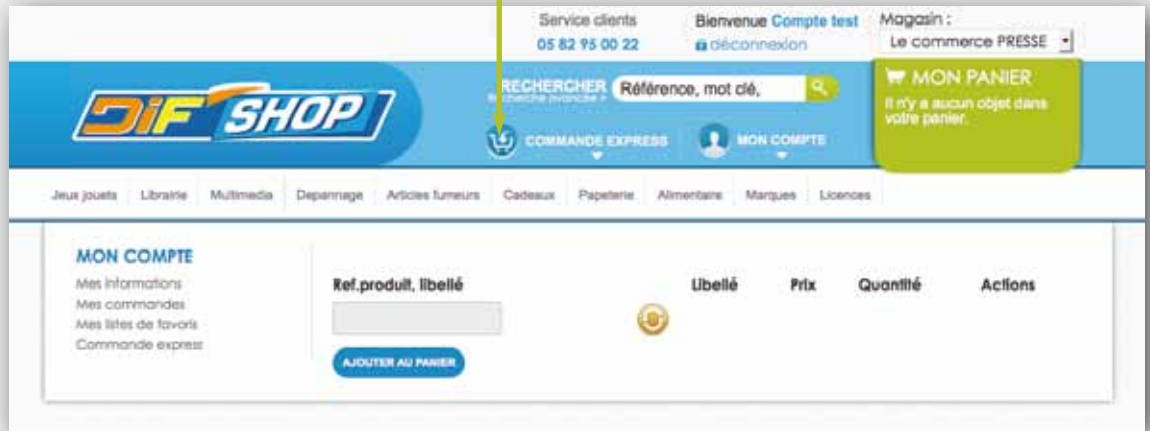 Service clients
05 82 95 00 22
Bienvenue Compte test
déconnexion
Magasin :
Le commerce PRESSE
DiF SHOP
RECHERCHER
Recherche avancée >
Référence, mot clé,
COMMANDE EXPRESS
MON COMPTE
MON PANIER
Il n'y a aucun objet dans
votre panier.
Jeux jouets Librairie Multimedia Depannage Articles fumeurs Cadeaux Papeterie Alimentaire Marques Licences
MON COMPTE
Mes informations
Mes commandes
Mes listes de favoris
Commande express
Ref.produit, libellé
Libellé Prix Quantité Actions
AJOUTER AU PANIER